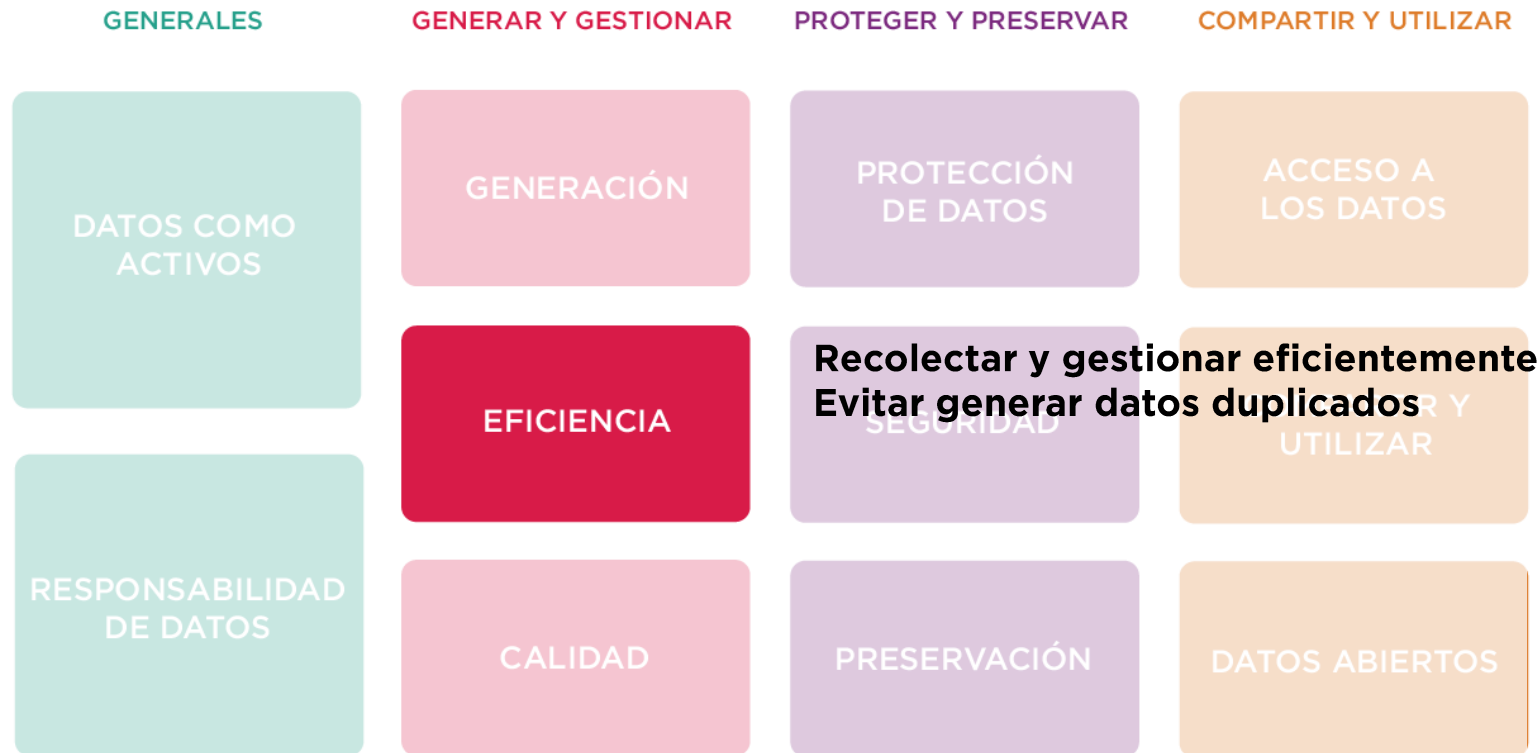 GENERALES
GENERAR Y GESTIONAR
PROTEGER Y PRESERVAR
COMPARTIR Y UTILIZAR
DATOS COMO
ACTIVOS
RESPONSABILIDAD
DE DATOS
GENERACIÓN
EFICIENCIA
CALIDAD
PROTECCIÓN
DE DATOS
Recolectar y gestionar eficientemente
Evitar generar datos duplicados
SEGURIDAD
PRESERVACIÓN
ACCESO A
LOS DATOS
Y
UTILIZAR
DATOS ABIERTOS